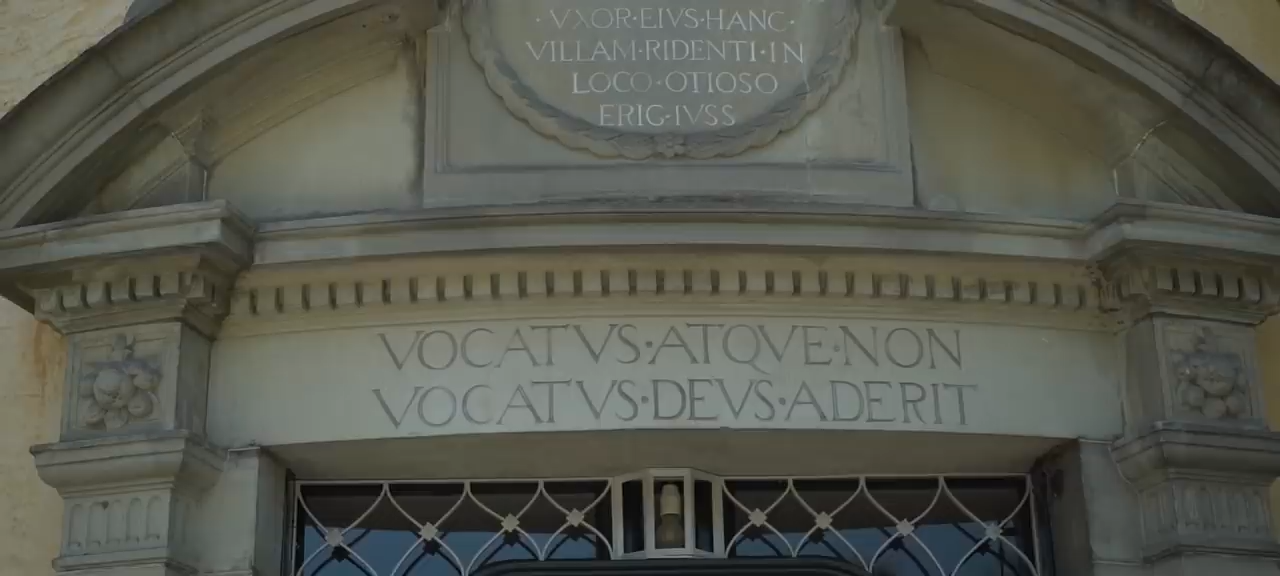 ·VXOR·EIVS·HANC·
VILLAM·RIDENTI·IN
LOCO·OTIOSO
ERIG·IVSS
VOCATVS·ATQVE·NON
VOCATVS·DEVS·ADERIT